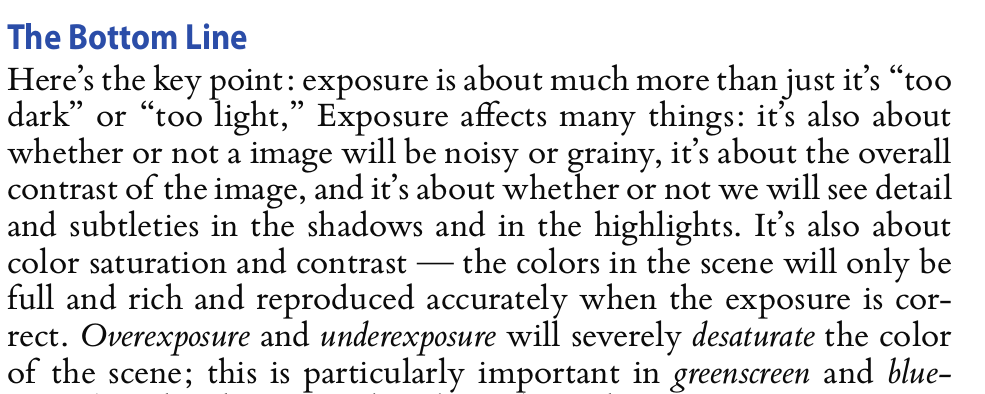 The Bottom Line
Here’s the key point: exposure is about much more than just it’s “too
dark” or “too light,” Exposure affects many things: it’s also about
whether or not a image will be noisy or grainy, it’s about the overall
contrast of the image, and it’s about whether or not we will see detail
and subtleties in the shadows and in the highlights. It’s also about
color saturation and contrast — the colors in the scene will only be
full and rich and reproduced accurately when the exposure is cor-
rect. Overexposure and underexposure will severely desaturate the color
of the scene; this is particularly important in greenscreen and blue-